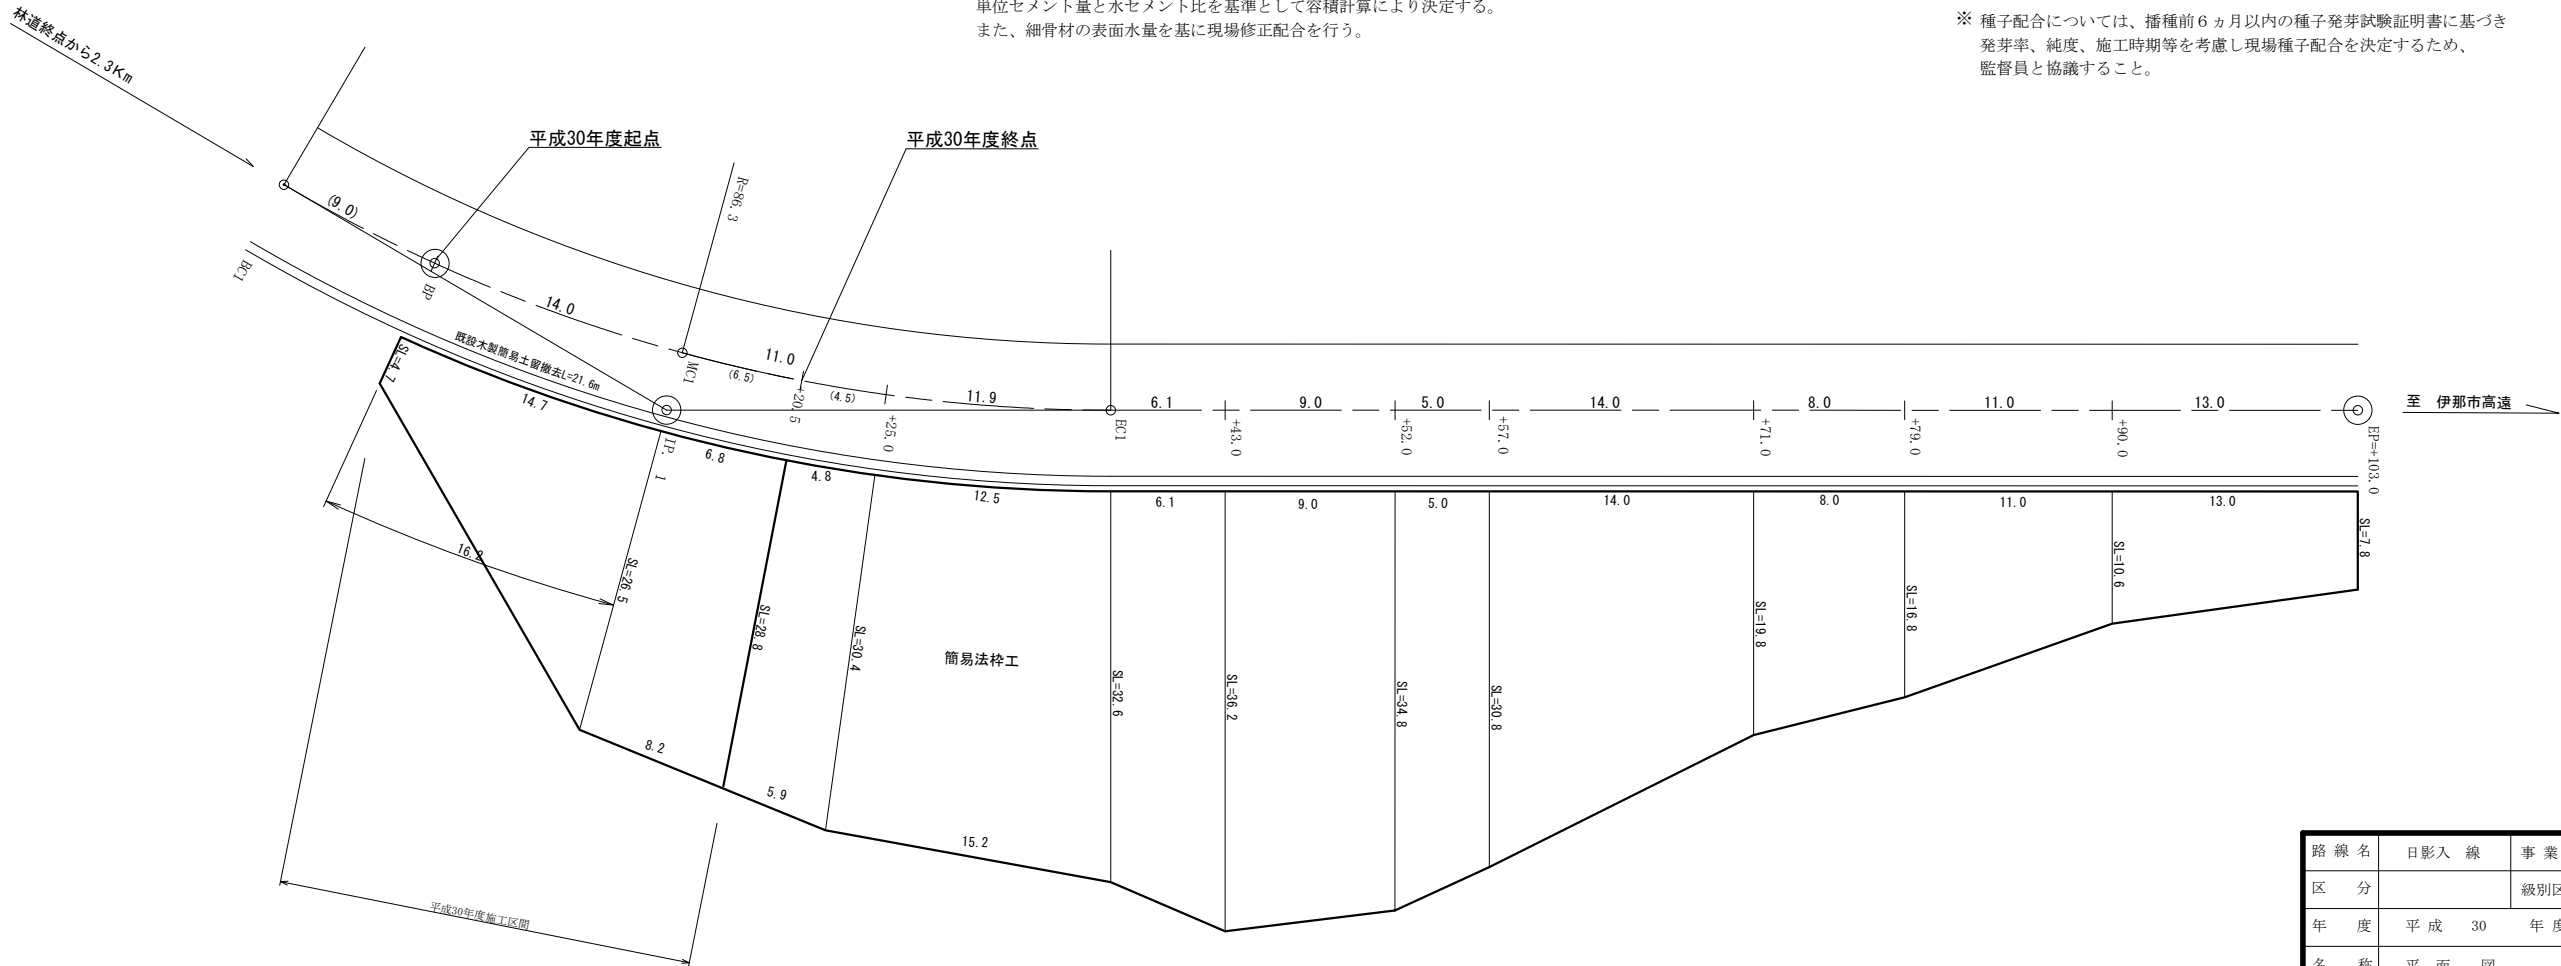 単位セメント量と水セメント比を基準として容積計算により決定する。
また、細骨材の表面水量を基に現場修正配合を行う。
※ 種子配合については、播種前6ヵ月以内の種子発芽試験証明書に基づき
発芽率、純度、施工時期等を考慮し現場種子配合を決定するため、
監督員と協議すること。
林道終点から2.3Km
平成30年度起点
平成30年度終点
R=86.3
(9.0)
BC1
BP
14.0
MC1
11.0
(6.5)
(4.5)
+20.5
+25.0
11.9
EC1
6.1
+43.0
9.0
+52.0
5.0
+57.0
14.0
+71.0
8.0
+79.0
11.0
+90.0
13.0
EP=+103.0
至 伊那市高遠
既設木製簡易土留撤去L=21.6m
IP. 1
SL=4.7
14.7
6.8
4.8
12.5
6.1
9.0
5.0
14.0
8.0
11.0
13.0
16.2
SL=26.5
SL=28.8
SL=30.4
簡易法枠工
SL=32.6
SL=36.2
SL=34.8
SL=30.8
SL=19.8
SL=16.8
SL=10.6
SL=7.8
8.2
5.9
15.2
平成30年度施工区間
路線名 日影入 線 事業
区 分 級別区
年 度 平成 30 年度
名 称 平 面 図